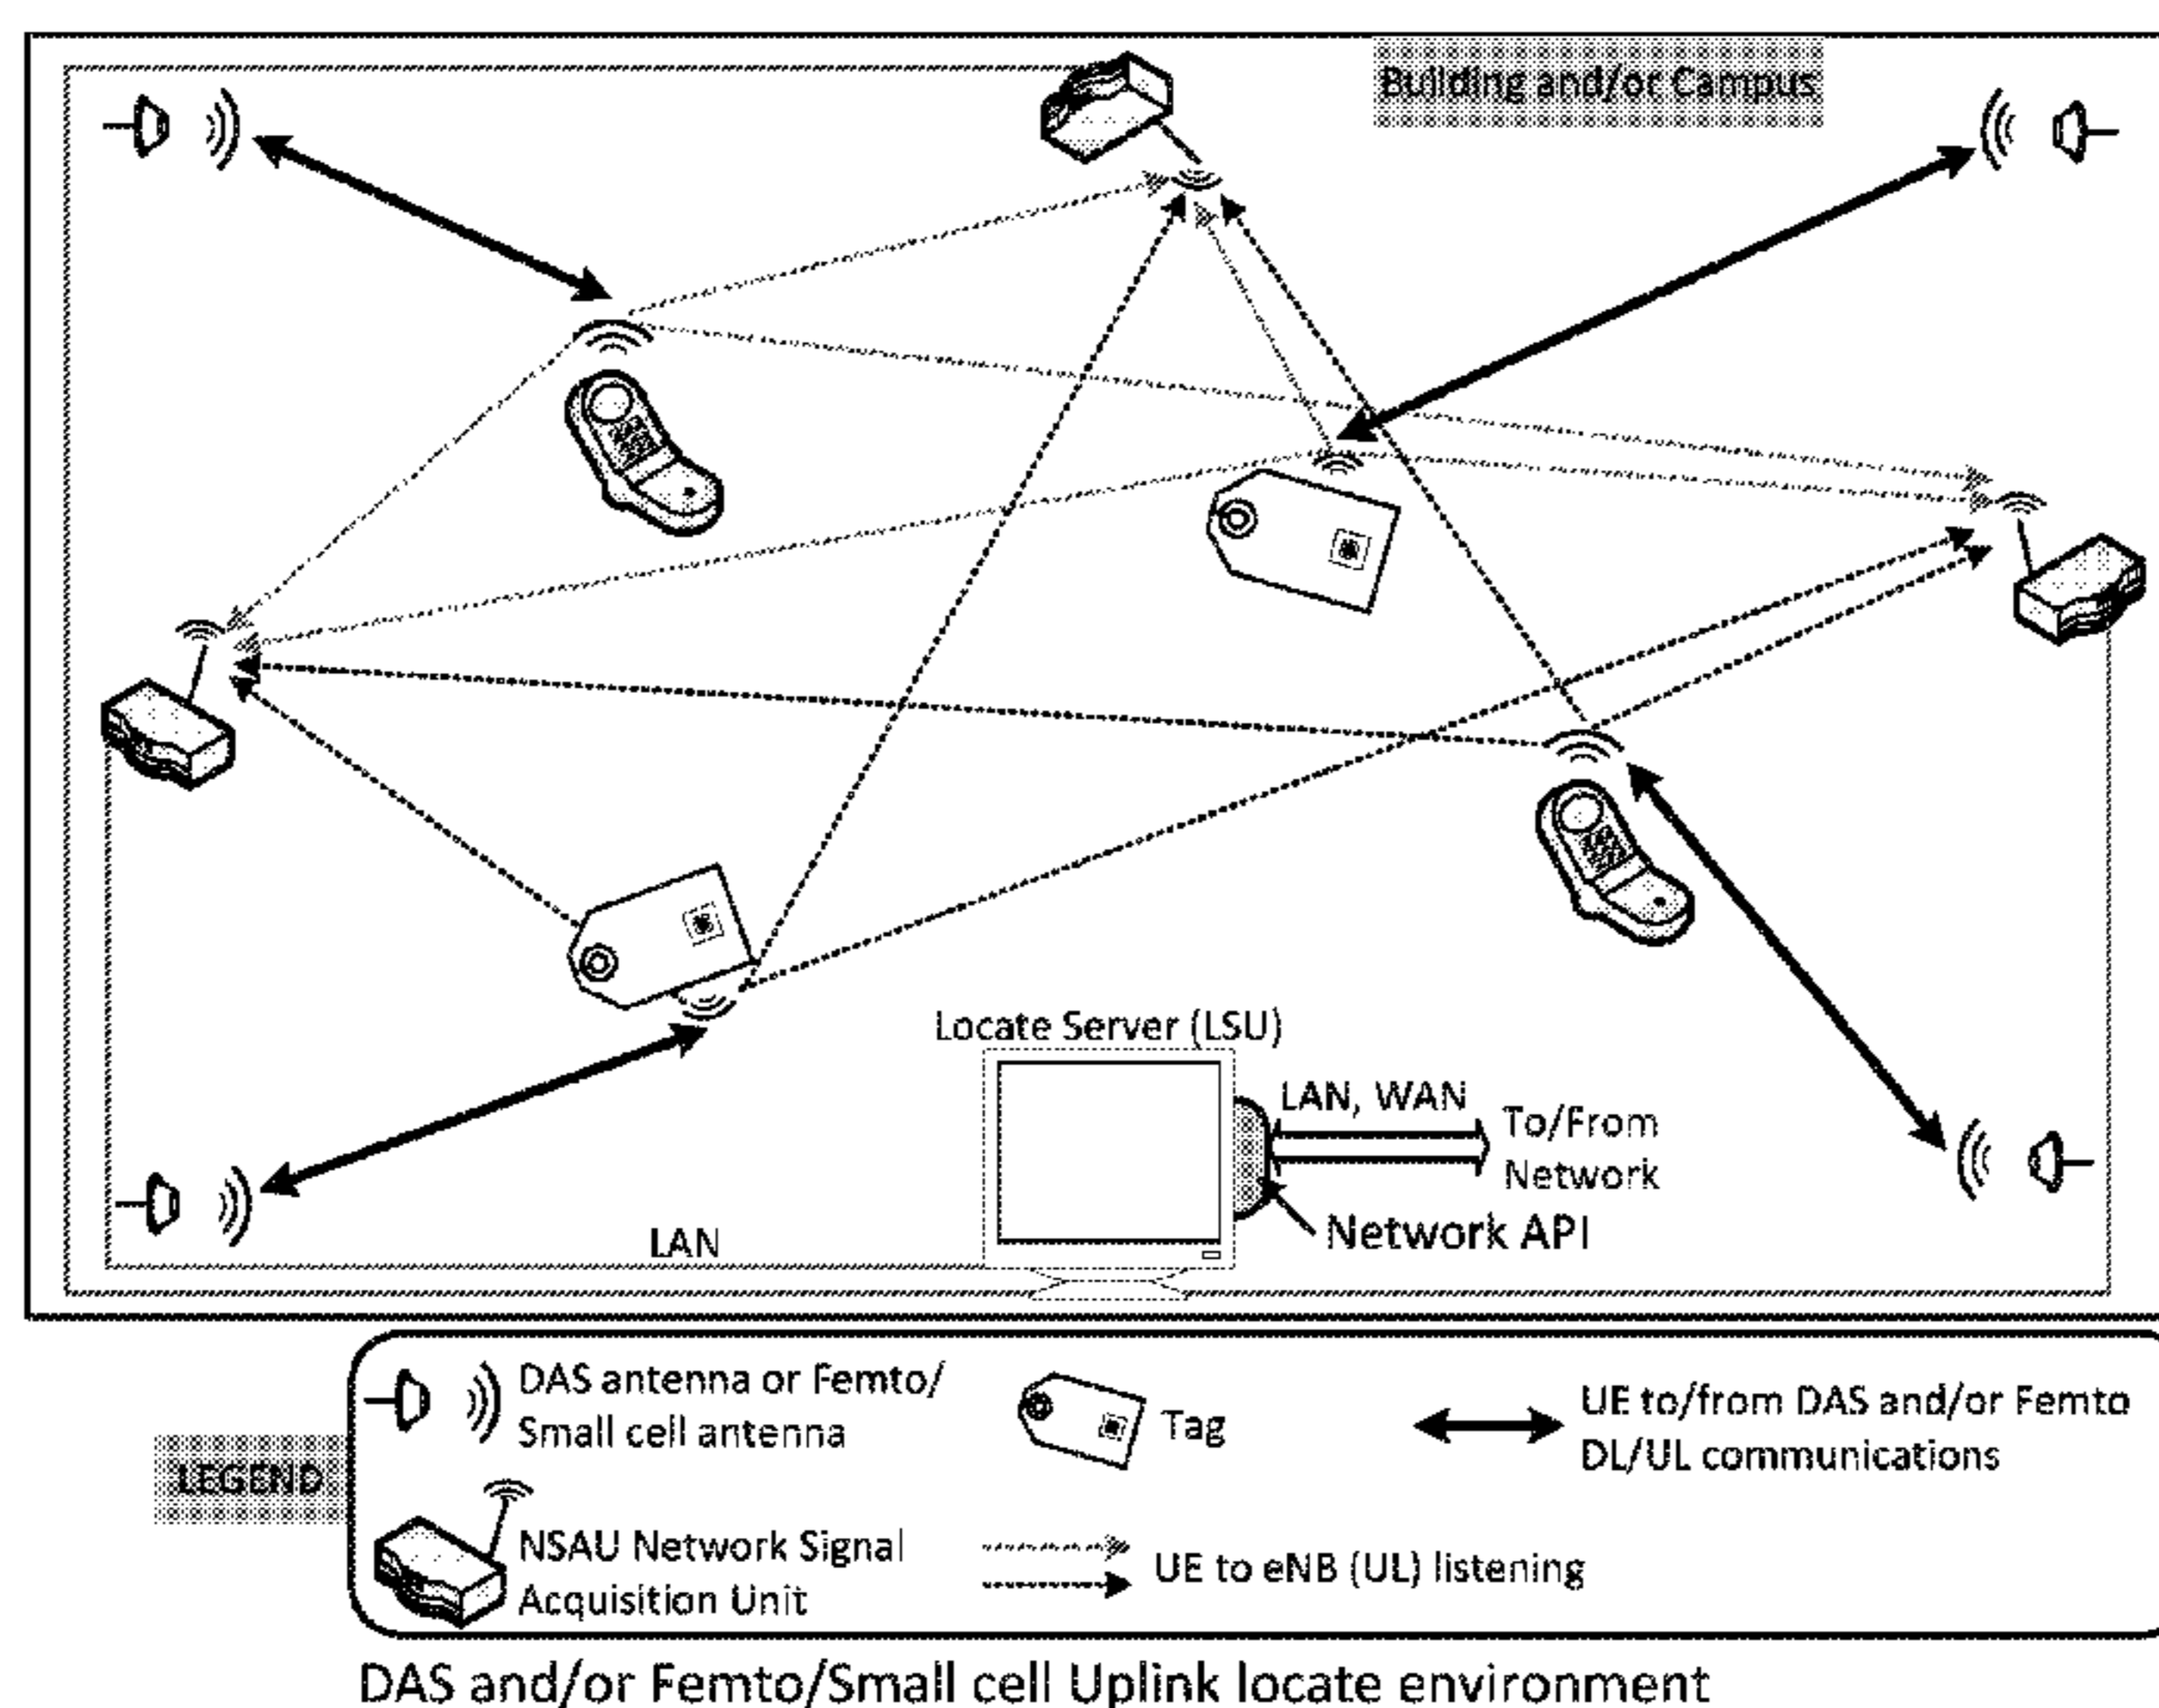 Building and/or Campus
Locate Server (LSU)
LAN, WAN
To/From
Network
Network API
LAN
DAS antenna or Femto/
Small cell antenna
Tag
UE to/from DAS and/or Femto
DL/UL communications
LEGEND
NSAU Network Signal
Acquisition Unit
UE to eNB (UL) listening
DAS and/or Femto/Small cell Uplink locate environment